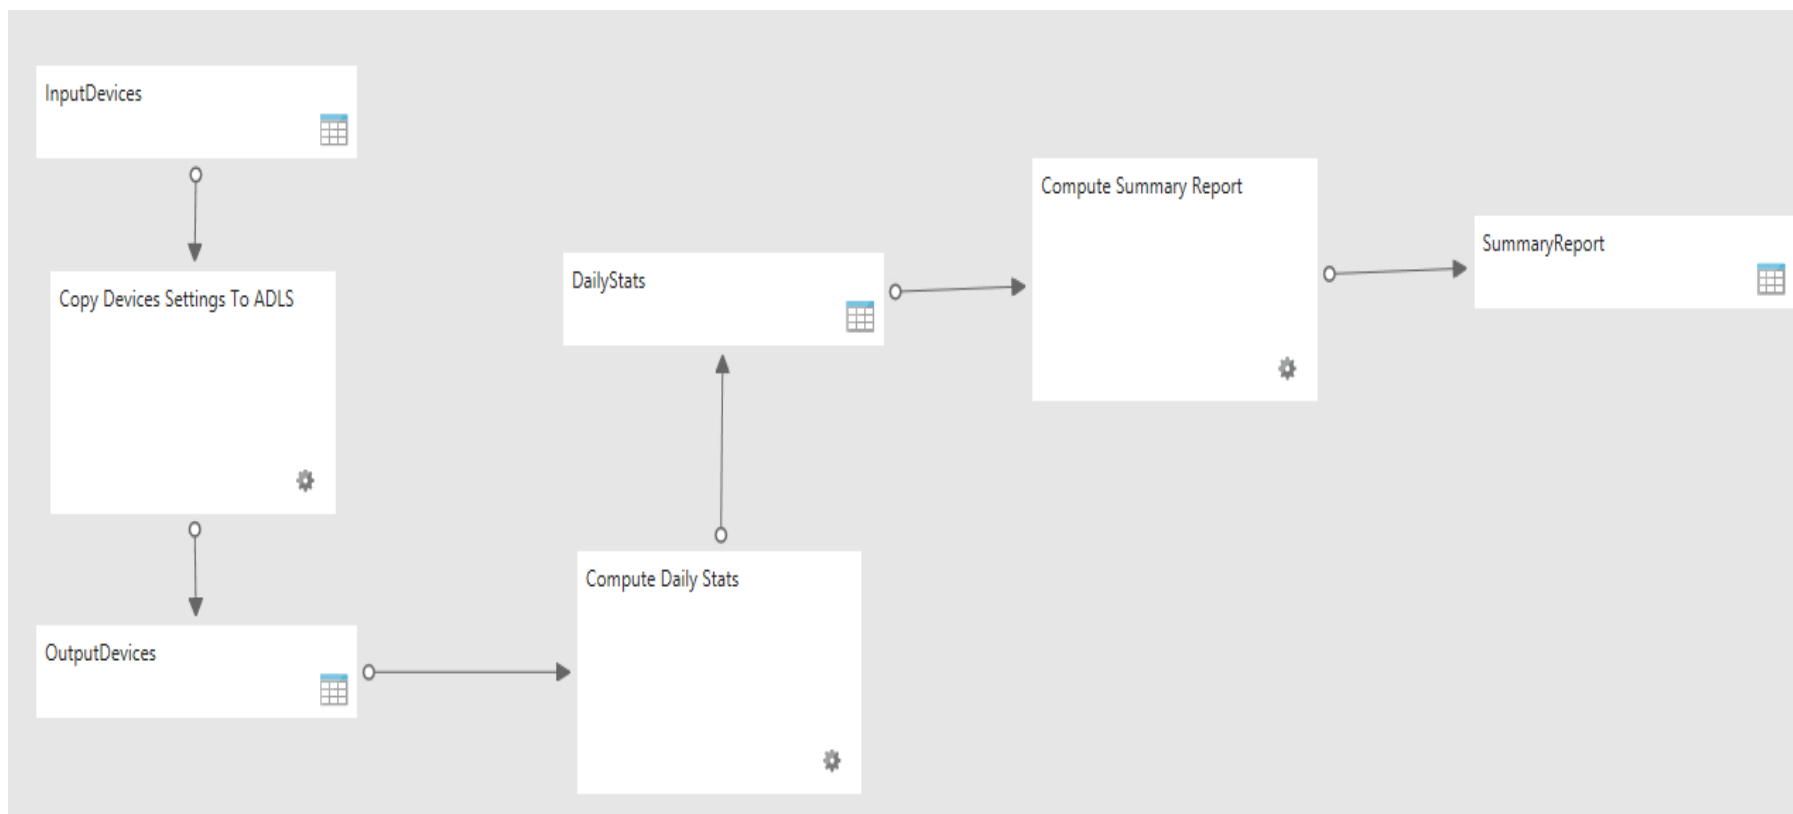 InputDevices
Copy Devices Settings To ADLS
OutputDevices
Compute Daily Stats
DailyStats
Compute Summary Report
SummaryReport